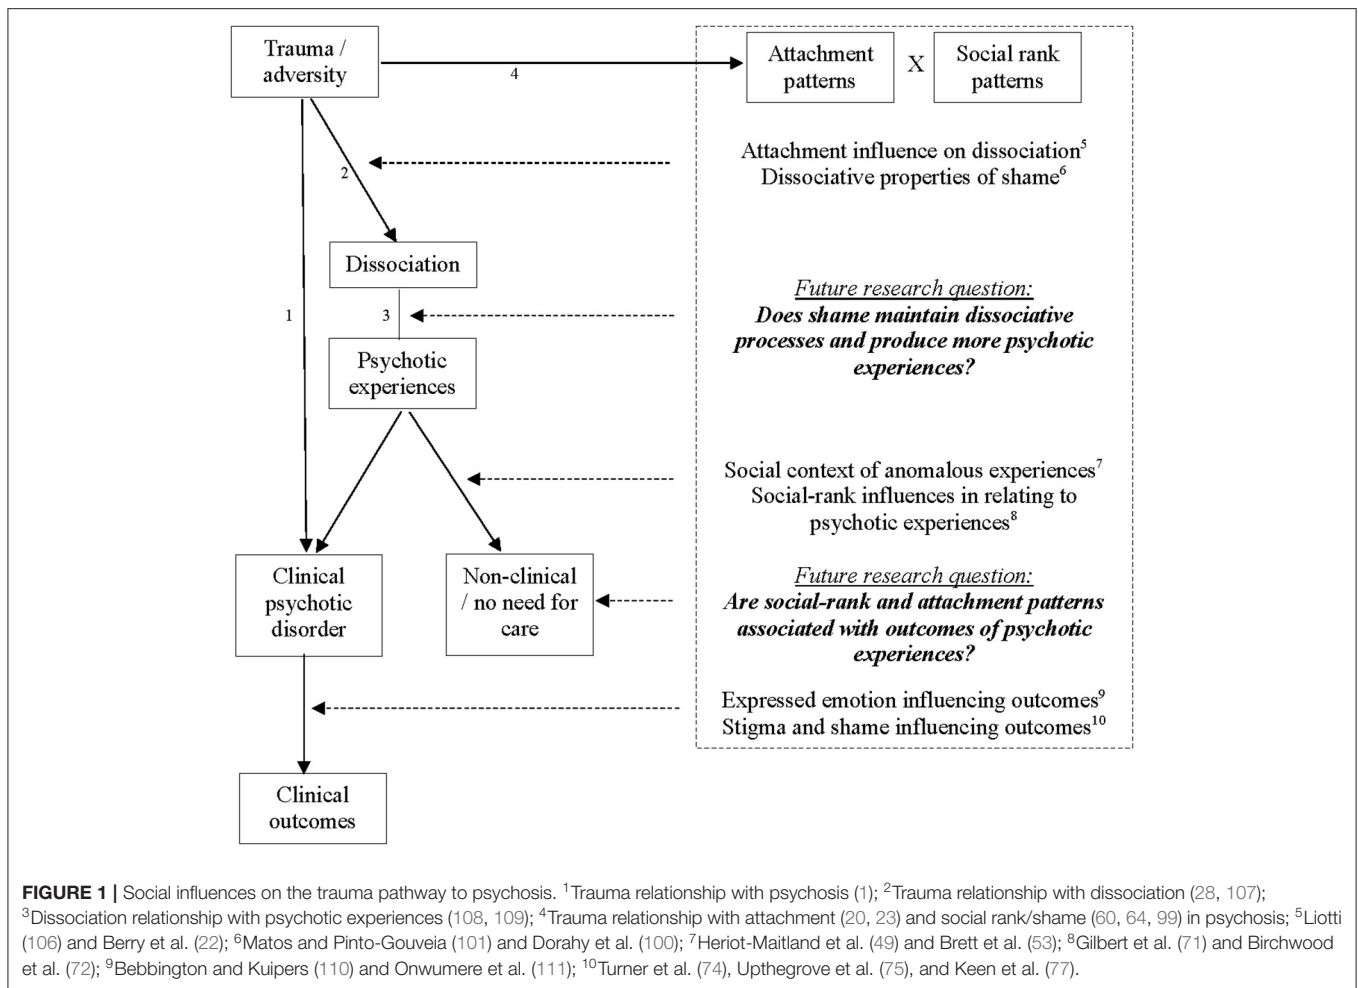 Trauma /
adversity
4
Attachment
patterns
X
Social rank
patterns
Attachment influence on dissociation⁵
Dissociative properties of shame⁶
2
Dissociation
1
3
Future research question:
Does shame maintain dissociative
processes and produce more psychotic
experiences?
Psychotic
experiences
Social context of anomalous experiences⁷
Social-rank influences in relating to
psychotic experiences⁸
Clinical
psychotic
disorder
Non-clinical
/ no need for
care
Future research question:
Are social-rank and attachment patterns
associated with outcomes of psychotic
experiences?
Expressed emotion influencing outcomes⁹
Stigma and shame influencing outcomes¹⁰
Clinical
outcomes
FIGURE 1 | Social influences on the trauma pathway to psychosis. ¹Trauma relationship with psychosis (1); ²Trauma relationship with dissociation (28, 107);
³Dissociation relationship with psychotic experiences (108, 109); ⁴Trauma relationship with attachment (20, 23) and social rank/shame (60, 64, 99) in psychosis; ⁵Liotti
(106) and Berry et al. (22); ⁶Matos and Pinto-Gouveia (101) and Dorahy et al. (100); ⁷Heriot-Maitland et al. (49) and Brett et al. (53); ⁸Gilbert et al. (71) and Birchwood
et al. (72); ⁹Bebbington and Kuipers (110) and Onwumere et al. (111); ¹⁰Turner et al. (74), Upthegrove et al. (75), and Keen et al. (77).